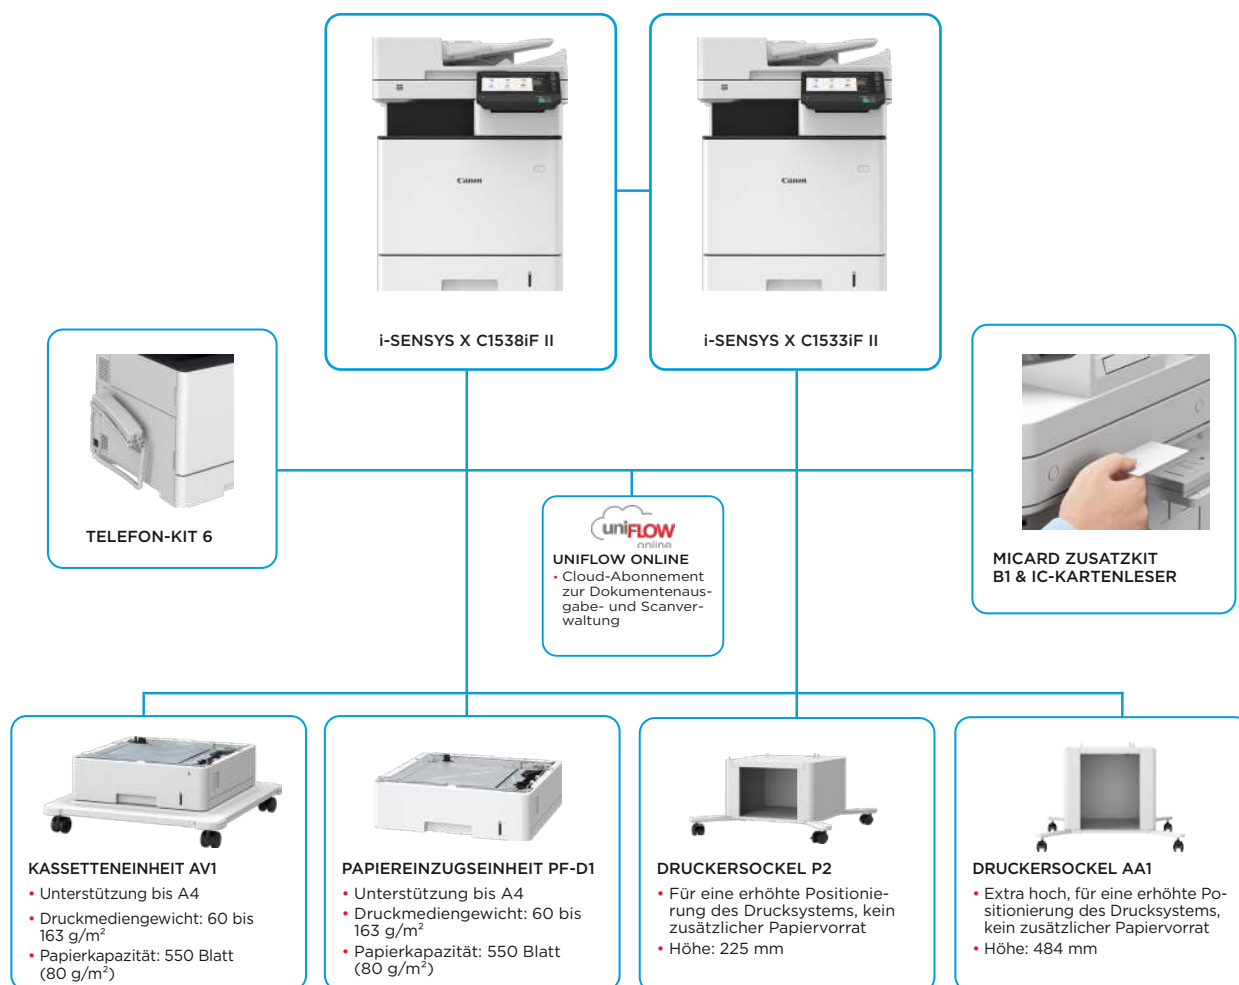 Canon
Canon
i-SENSYS X C1538iF II
i-SENSYS X C1533iF II
TELEFON-KIT 6
uniFLOW
online
UNIFLOW ONLINE
• Cloud-Abonnement
zur Dokumentenaus-
gabe- und Scanver-
waltung
MICARD ZUSATZKIT
B1 & IC-KARTENLESER
KASSETTENEINHEIT AV1
• Unterstützung bis A4
• Druckmediengewicht: 60 bis
163 g/m²
• Papierkapazität: 550 Blatt
(80 g/m²)
PAPIEREINZUGSEINHEIT PF-D1
• Unterstützung bis A4
• Druckmediengewicht: 60 bis
163 g/m²
• Papierkapazität: 550 Blatt
(80 g/m²)
DRUCKERSOCKEL P2
• Für eine erhöhte Positionie-
rung des Drucksystems, kein
zusätzlicher Papiervorrat
• Höhe: 225 mm
DRUCKERSOCKEL AA1
• Extra hoch, für eine erhöhte Po-
sitionierung des Drucksystems,
kein zusätzlicher Papiervorrat
• Höhe: 484 mm